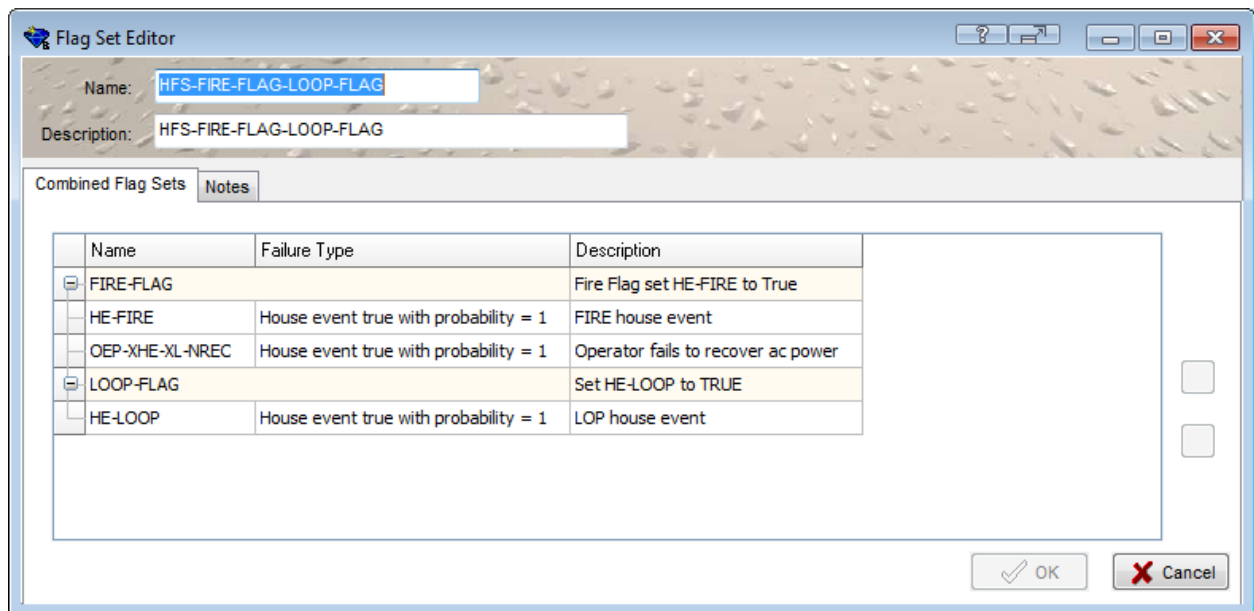 Flag Set Editor
?
Name: HFS-FIRE-FLAG-LOOP-FLAG
Description: HFS-FIRE-FLAG-LOOP-FLAG
Combined Flag Sets Notes
Name Failure Type Description
FIRE-FLAG Fire Flag set HE-FIRE to True
HE-FIRE House event true with probability = 1 FIRE house event
OEP-XHE-XL-NREC House event true with probability = 1 Operator fails to recover ac power
LOOP-FLAG Set HE-LOOP to TRUE
HE-LOOP House event true with probability = 1 LOP house event
OK Cancel